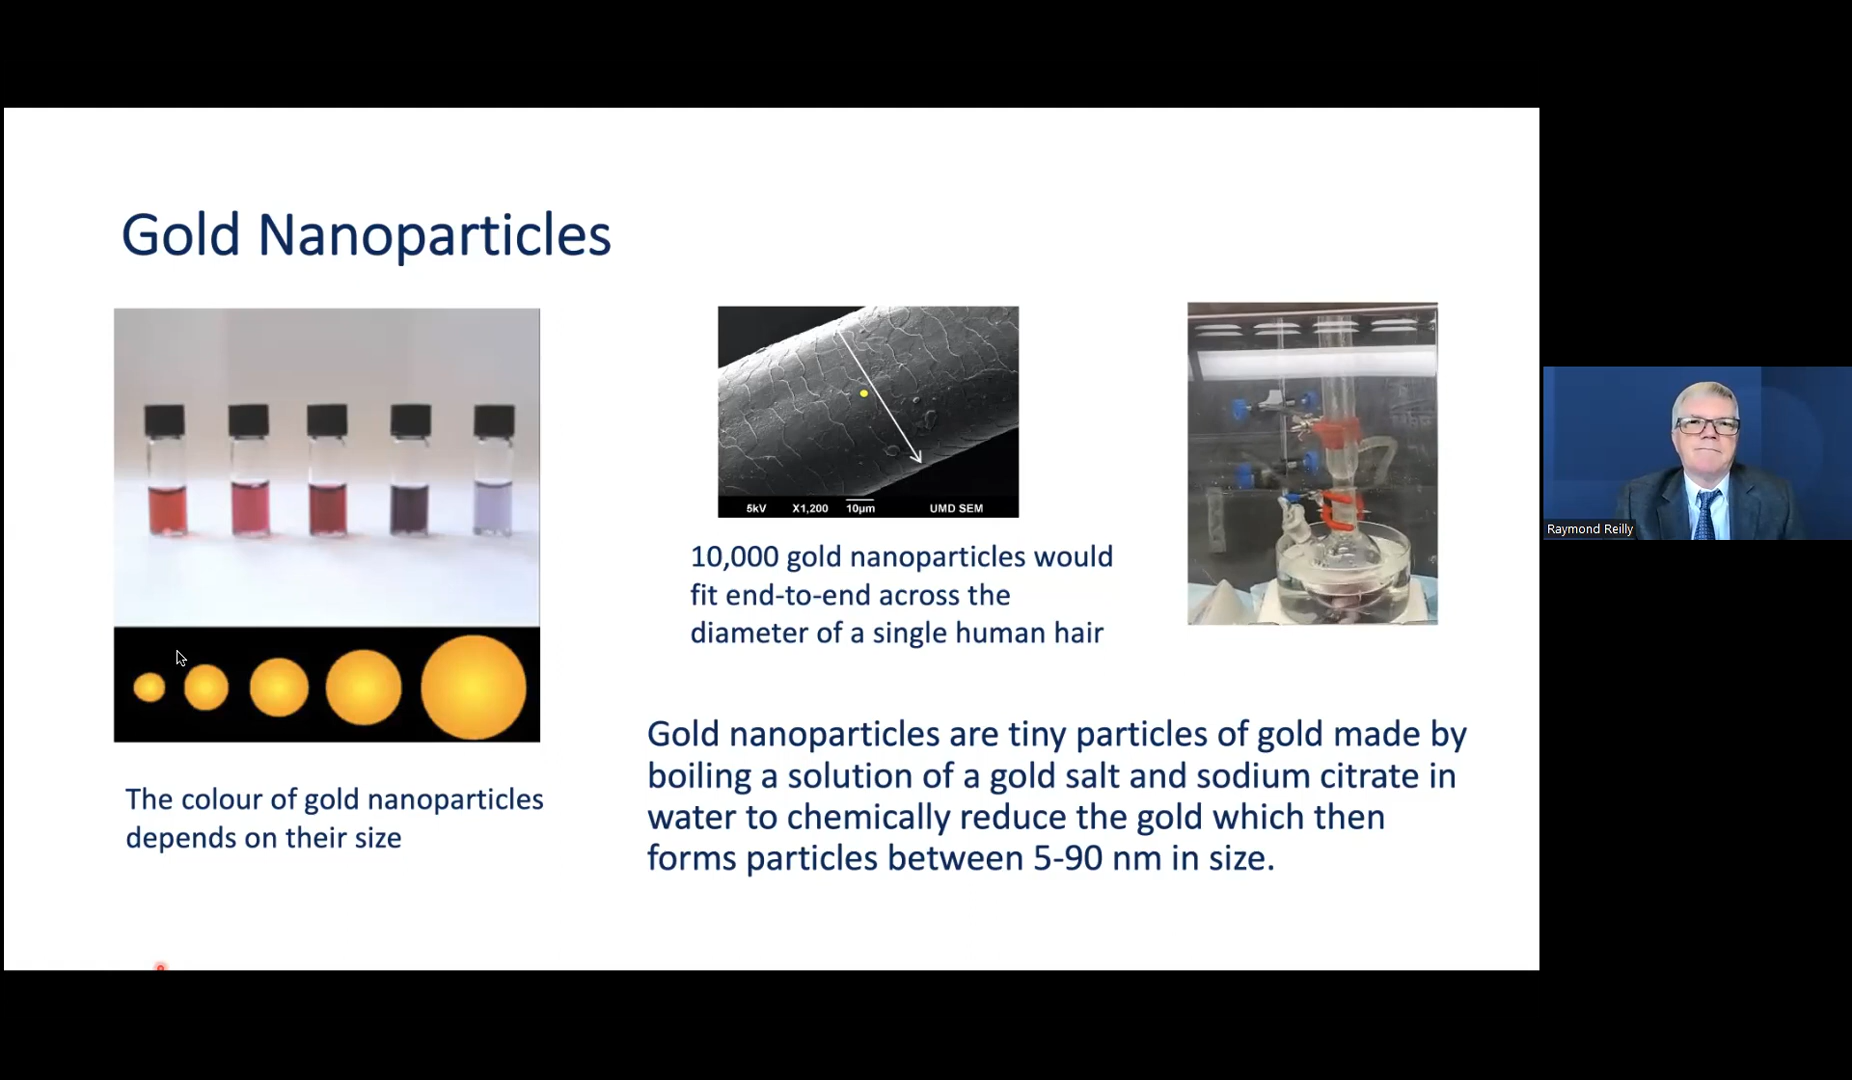 Gold Nanoparticles
5kV X1,200 10µm UMD SEM
10,000 gold nanoparticles would
fit end-to-end across the
diameter of a single human hair
The colour of gold nanoparticles
depends on their size
Gold nanoparticles are tiny particles of gold made by
boiling a solution of a gold salt and sodium citrate in
water to chemically reduce the gold which then
forms particles between 5-90 nm in size.
Raymond Reilly